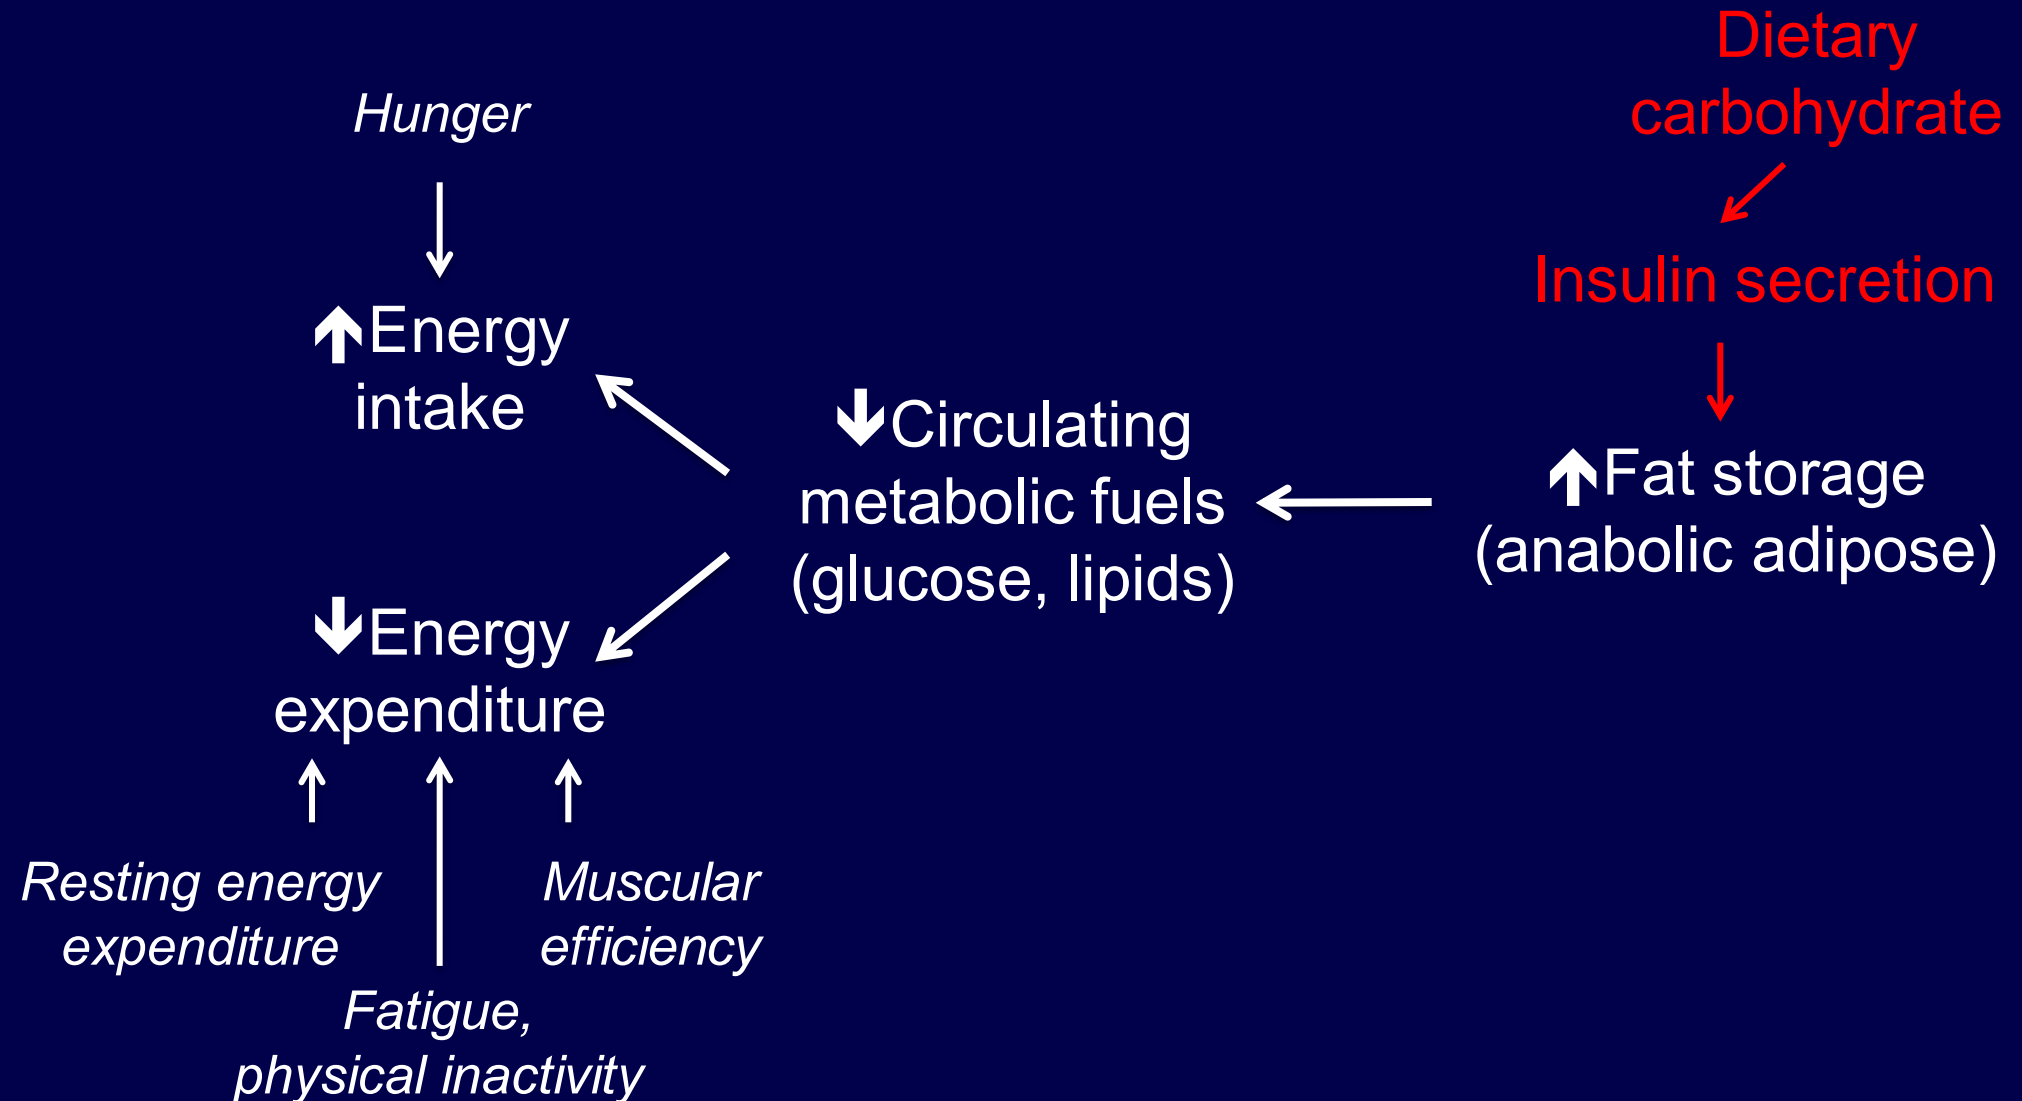 Dietary
carbohydrate
Hunger
Insulin secretion
↑Energy
intake
↓Circulating
metabolic fuels
(glucose, lipids)
↑Fat storage
(anabolic adipose)
↓Energy
expenditure
Resting energy
expenditure
Muscular
efficiency
Fatigue,
physical inactivity